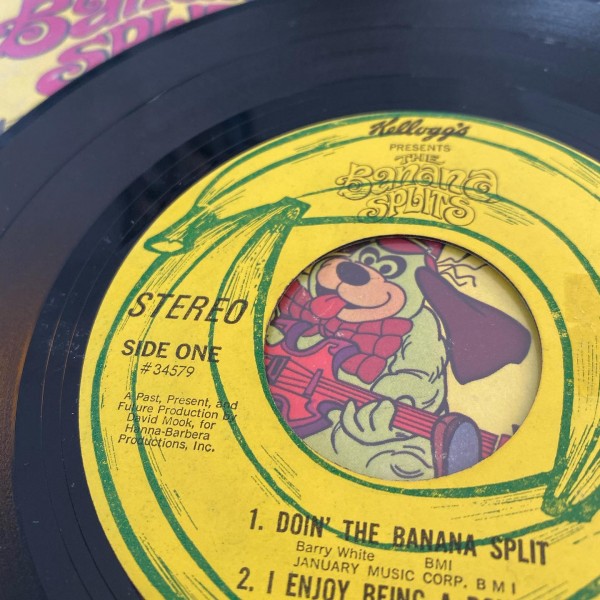 Kellogg's
PRESENTS
THE
Banana
SPLITS
STEREO
SIDE ONE
#34579
A Past, Present, and
Future Production By
David Mook, for
Hanna-Barbera
Productions, Inc.
1. DOIN' THE BANANA SPLIT
Barry White BMI
JANUARY MUSIC CORP. BMI
2. I ENJOY BEING A